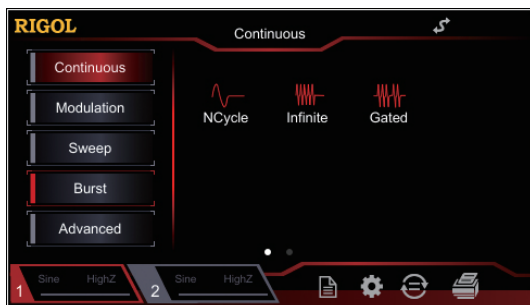 RIGOL
Continuous
Continuous
Modulation
Sweep
Burst
Advanced
NCycle Infinite Gated
1 Sine HighZ 2 Sine HighZ